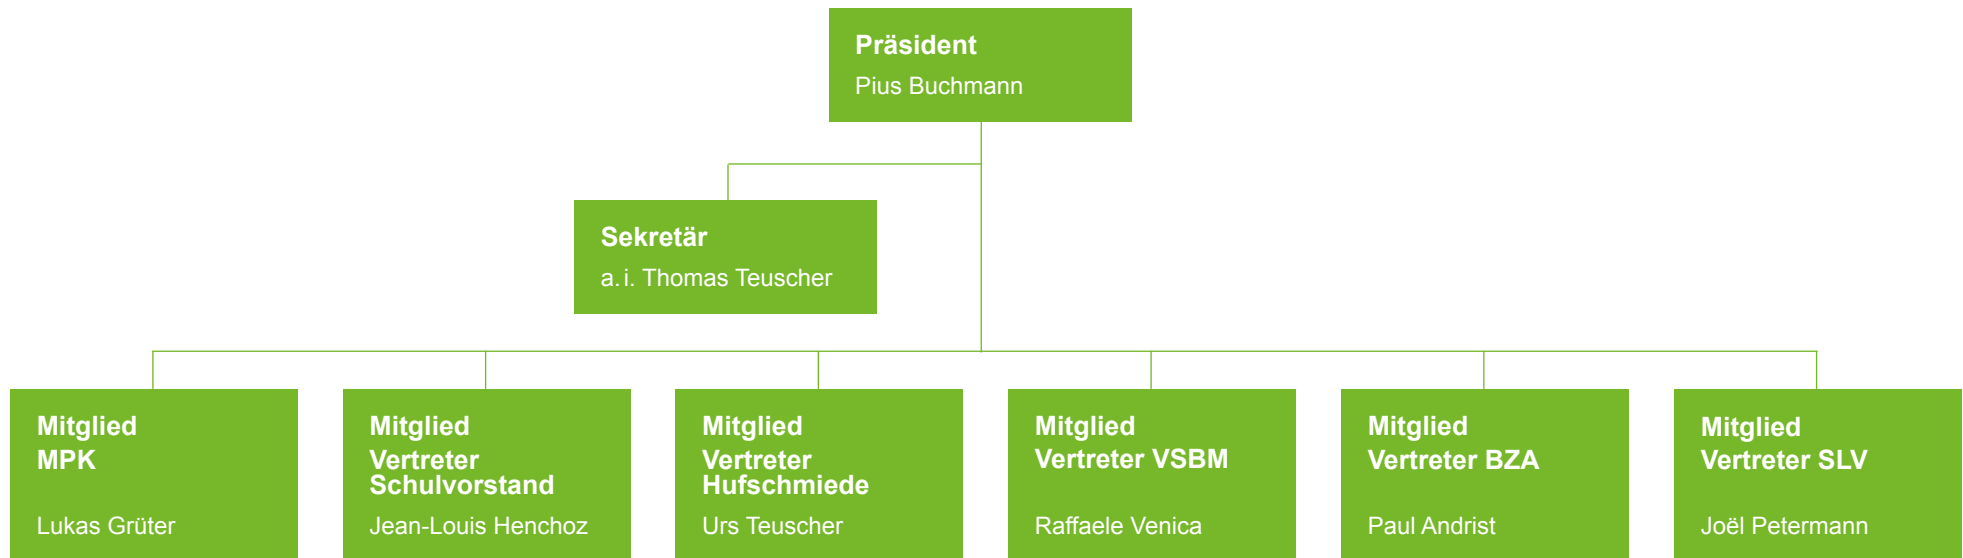 Präsident
Pius Buchmann
Sekretär
a. i. Thomas Teuscher
Mitglied
MPK
Lukas Grüter
Mitglied
Vertreter
Schulvorstand
Jean-Louis Henchoz
Mitglied
Vertreter
Hufschmiede
Urs Teuscher
Mitglied
Vertreter VSBM
Raffaele Venica
Mitglied
Vertreter BZA
Paul Andrist
Mitglied
Vertreter SLV
Joël Petermann